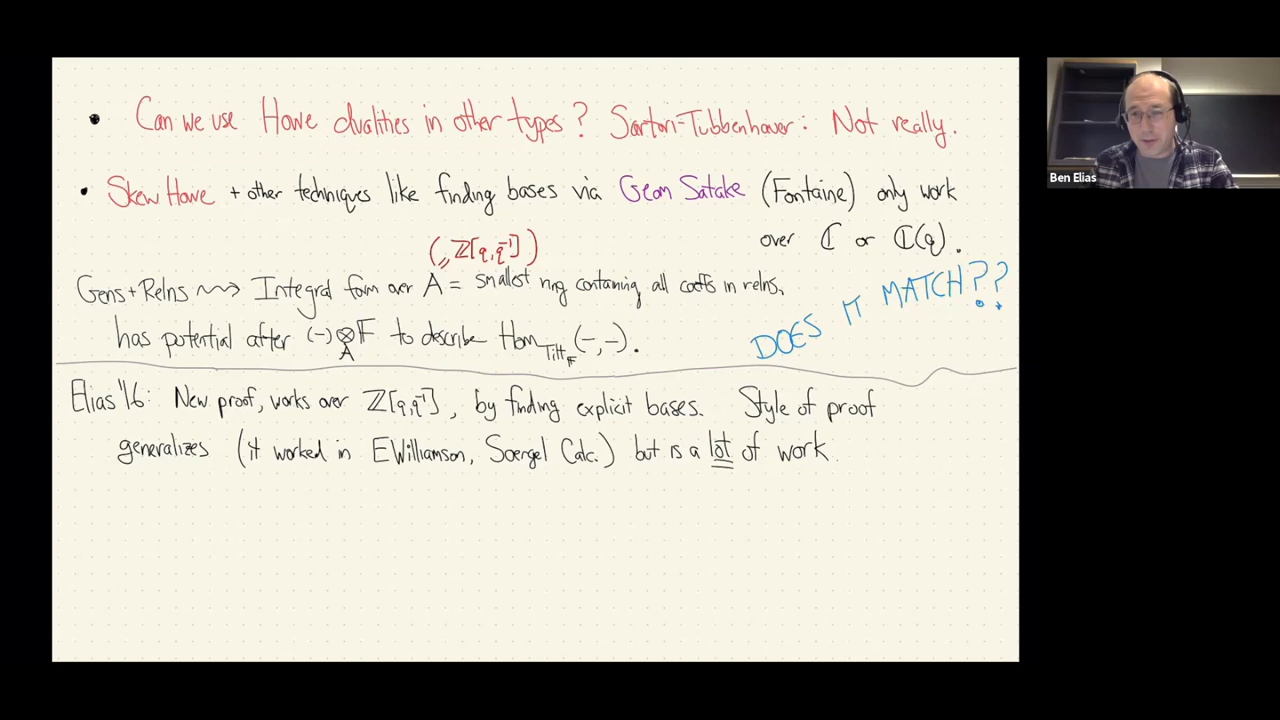 • Can we use Howe dualities in other types? Sartori-Tubbenhauer: Not really.
• Skew Howe + other techniques like finding bases via Geom Satake (Fontaine) only work
over ℂ or ℂ(q).
(ℤ[q,q⁻¹])
Gens+Relns ⇝ Integral form over A = smallest ring containing all coeffs in relns,
has potential after (-)⊗_A 𝔽 to describe Hom_{Tilt_𝔽}(-,-).
DOES IT MATCH??
Elias '16: New proof, works over ℤ[q,q⁻¹], by finding explicit bases. Style of proof
generalizes (it worked in EWilliamson, Soergel Calc.) but is a lot of work.
Ben Elias